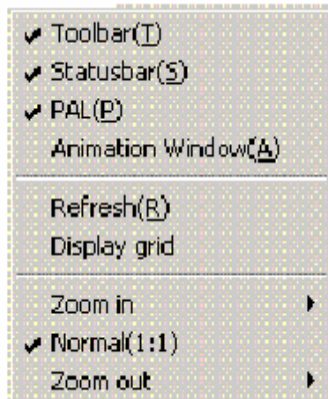 Toolbar(T)
Statusbar(S)
PAL(P)
Animation Window(A)
Refresh(R)
Display grid
Zoom in
Normal(1:1)
Zoom out